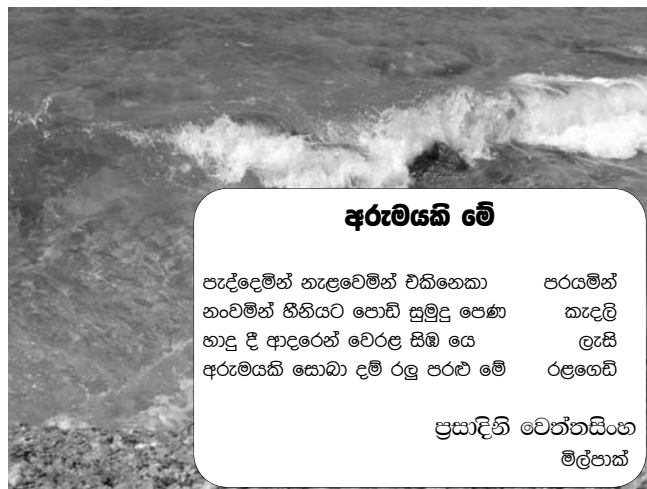 අරුමයකි මේ
පැද්දෙමින් නැළවෙමින් එකිනෙකා පරයමින්
නංවමින් හීනියට පොඩි සුමුදු පෙණ කැදලි
හාදු දී ආදරෙන් වෙරළ සිඹ යෙ ලැසි
අරුමයකි සොබා දම් රලු පරළු මේ රළගෙඩි
ප්‍රසාදිනි වෙත්තසිංහ
මිල්පාක්